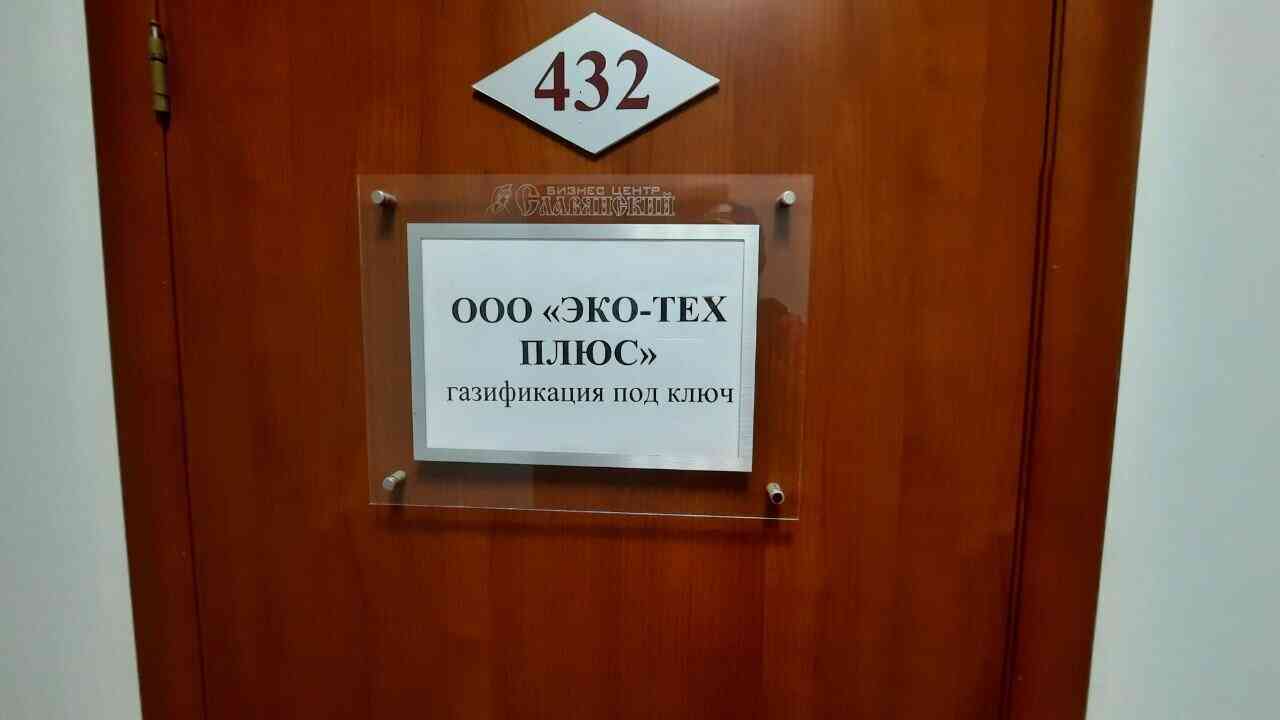 432
БИЗНЕС ЦЕНТР
Славянский
ООО «ЭКО-ТЕХ
ПЛЮС»
газификация под ключ